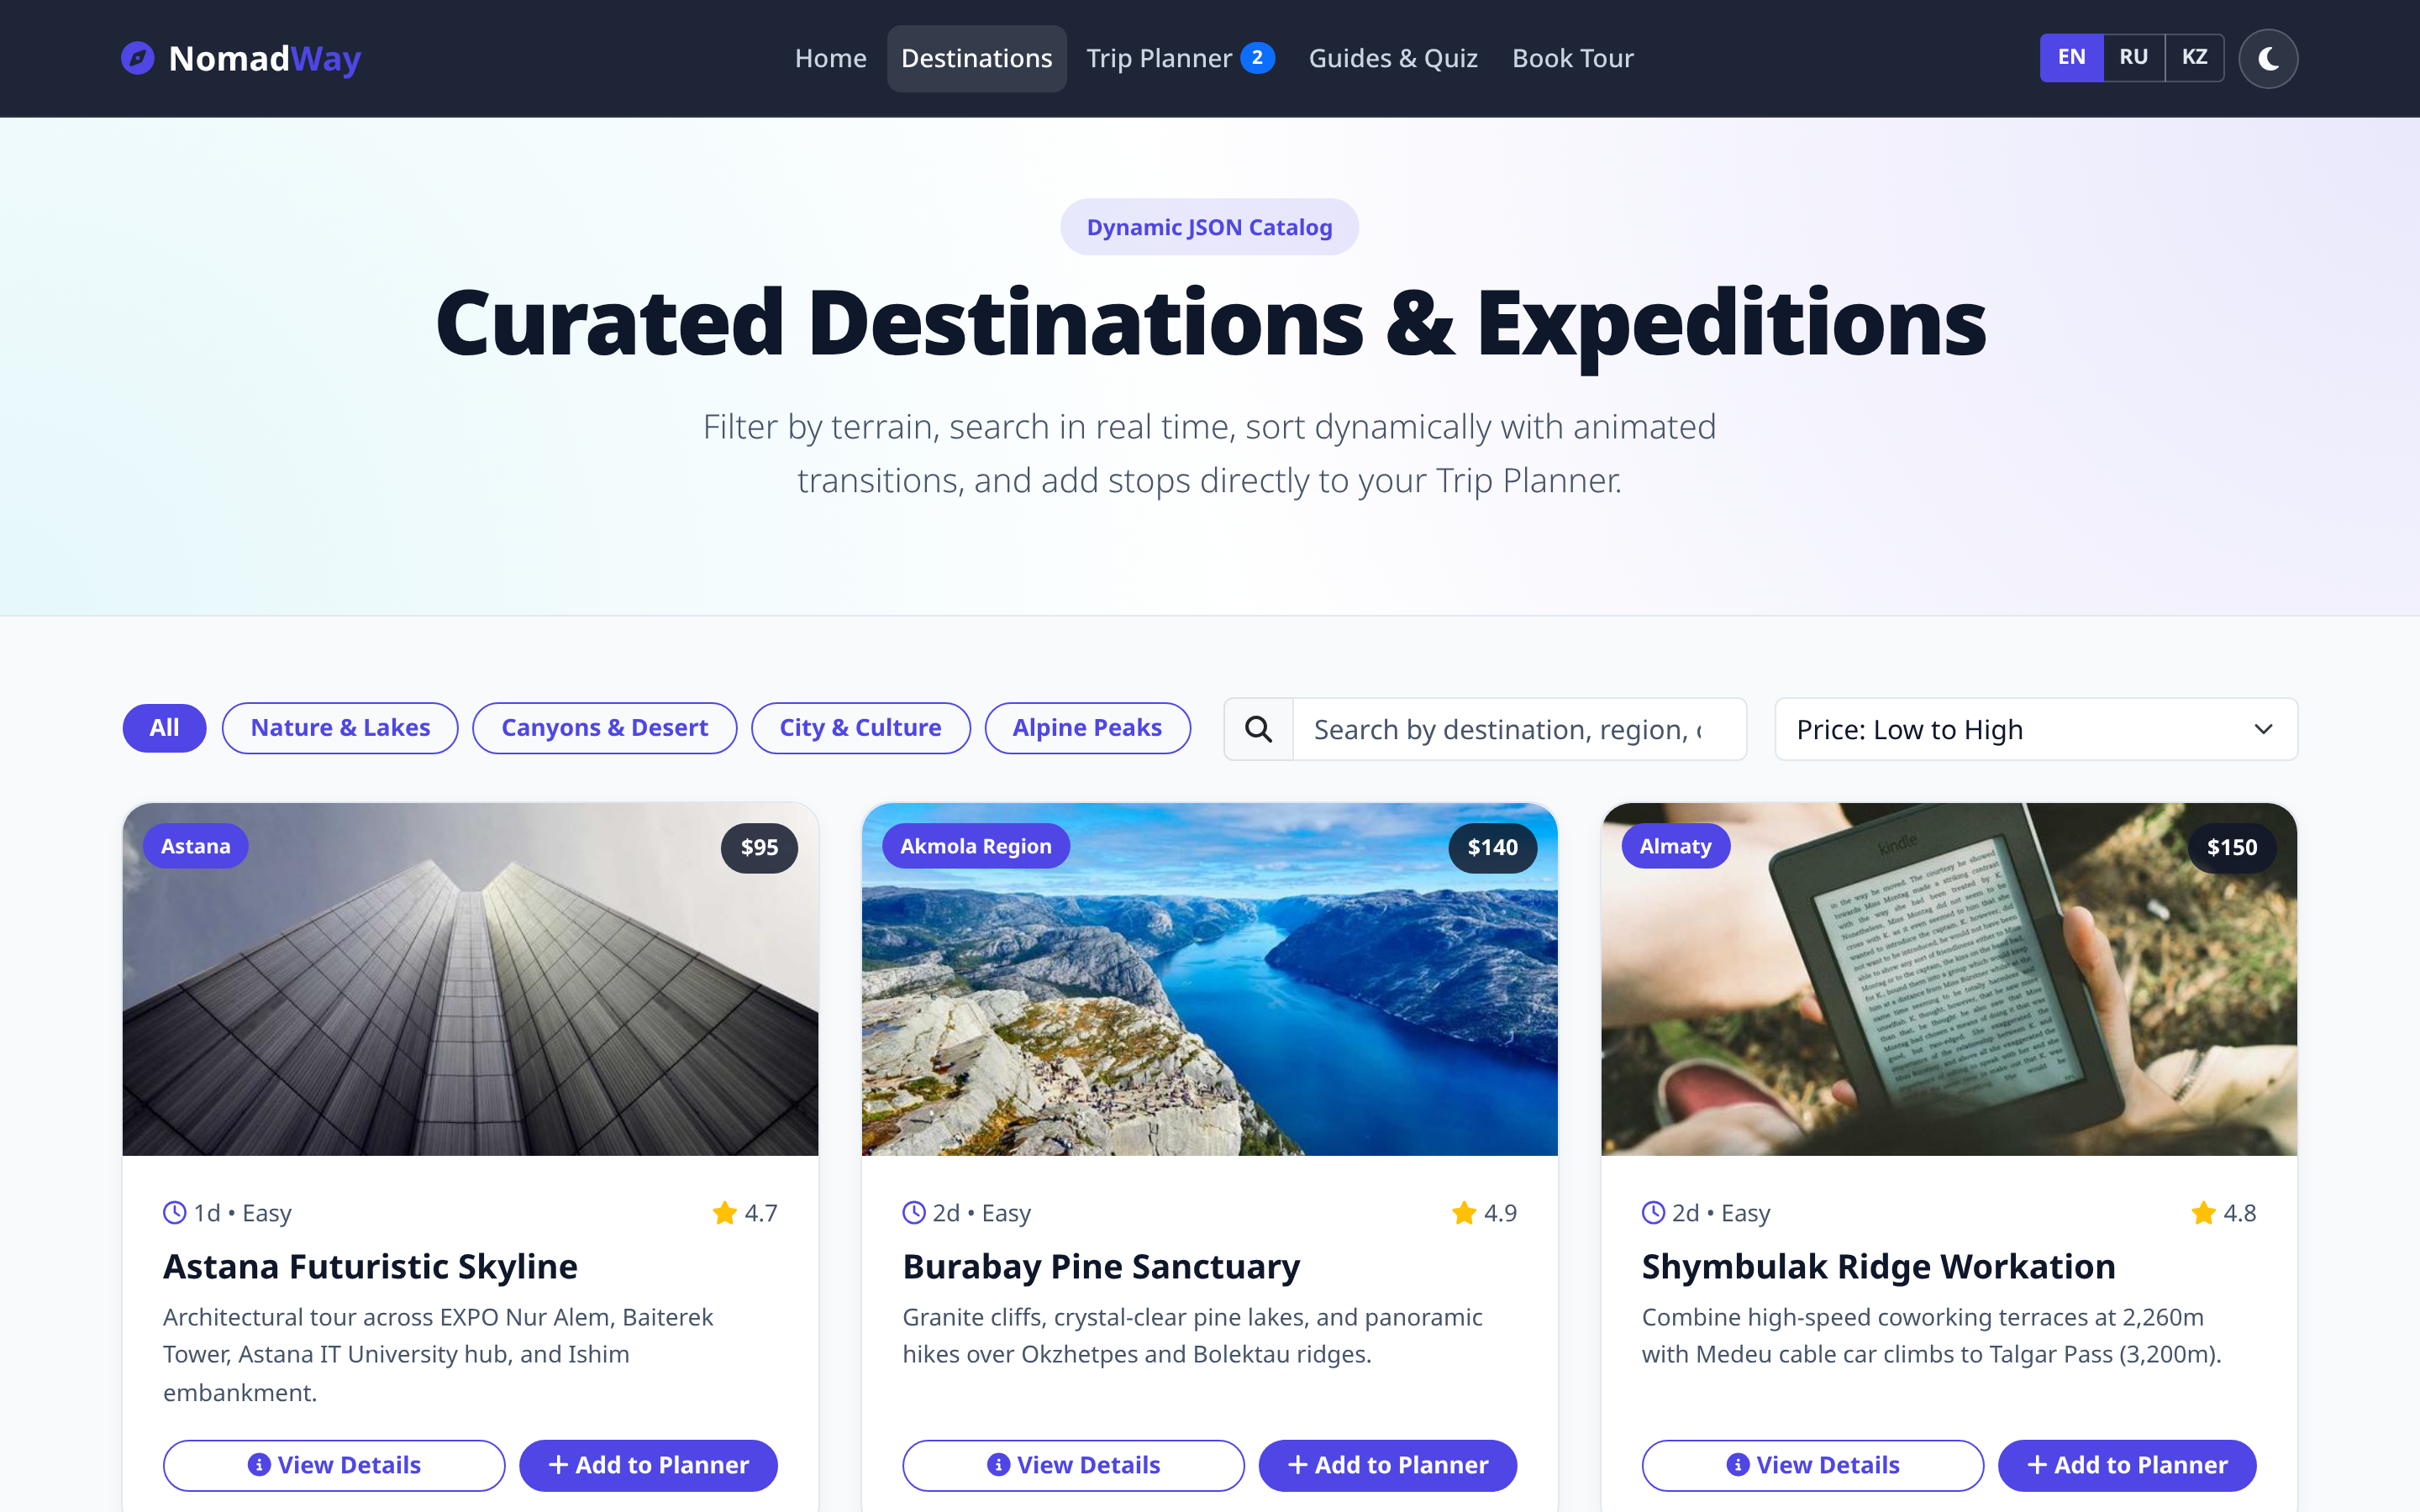 NomadWay
Home
Destinations
Trip Planner 2
Guides & Quiz
Book Tour
EN
RU
KZ
Dynamic JSON Catalog
Curated Destinations & Expeditions
Filter by terrain, search in real time, sort dynamically with animated
transitions, and add stops directly to your Trip Planner.
All
Nature & Lakes
Canyons & Desert
City & Culture
Alpine Peaks
Search by destination, region,
Price: Low to High
Astana
$95
1d • Easy
4.7
Astana Futuristic Skyline
Architectural tour across EXPO Nur Alem, Baiterek
Tower, Astana IT University hub, and Ishim
embankment.
View Details
Add to Planner
Akmola Region
$140
2d • Easy
4.9
Burabay Pine Sanctuary
Granite cliffs, crystal-clear pine lakes, and panoramic
hikes over Okzhetpes and Bolektau ridges.
View Details
Add to Planner
Almaty
$150
kindle
2d • Easy
4.8
Shymbulak Ridge Workation
Combine high-speed coworking terraces at 2,260m
with Medeu cable car climbs to Talgar Pass (3,200m).
View Details
Add to Planner